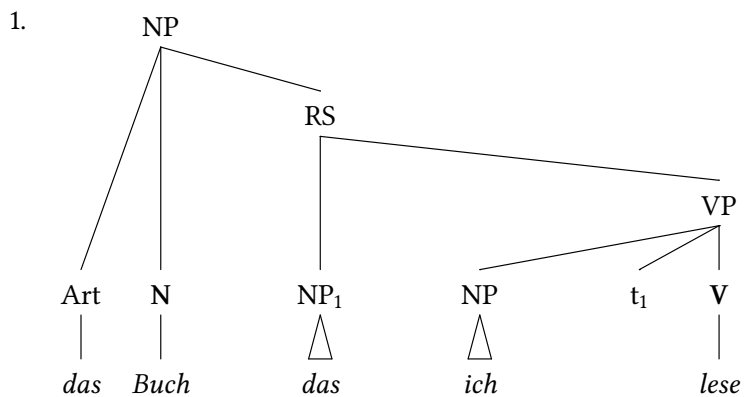 1.
NP
RS
VP
Art N NP₁ NP t₁ V
das Buch das ich lese